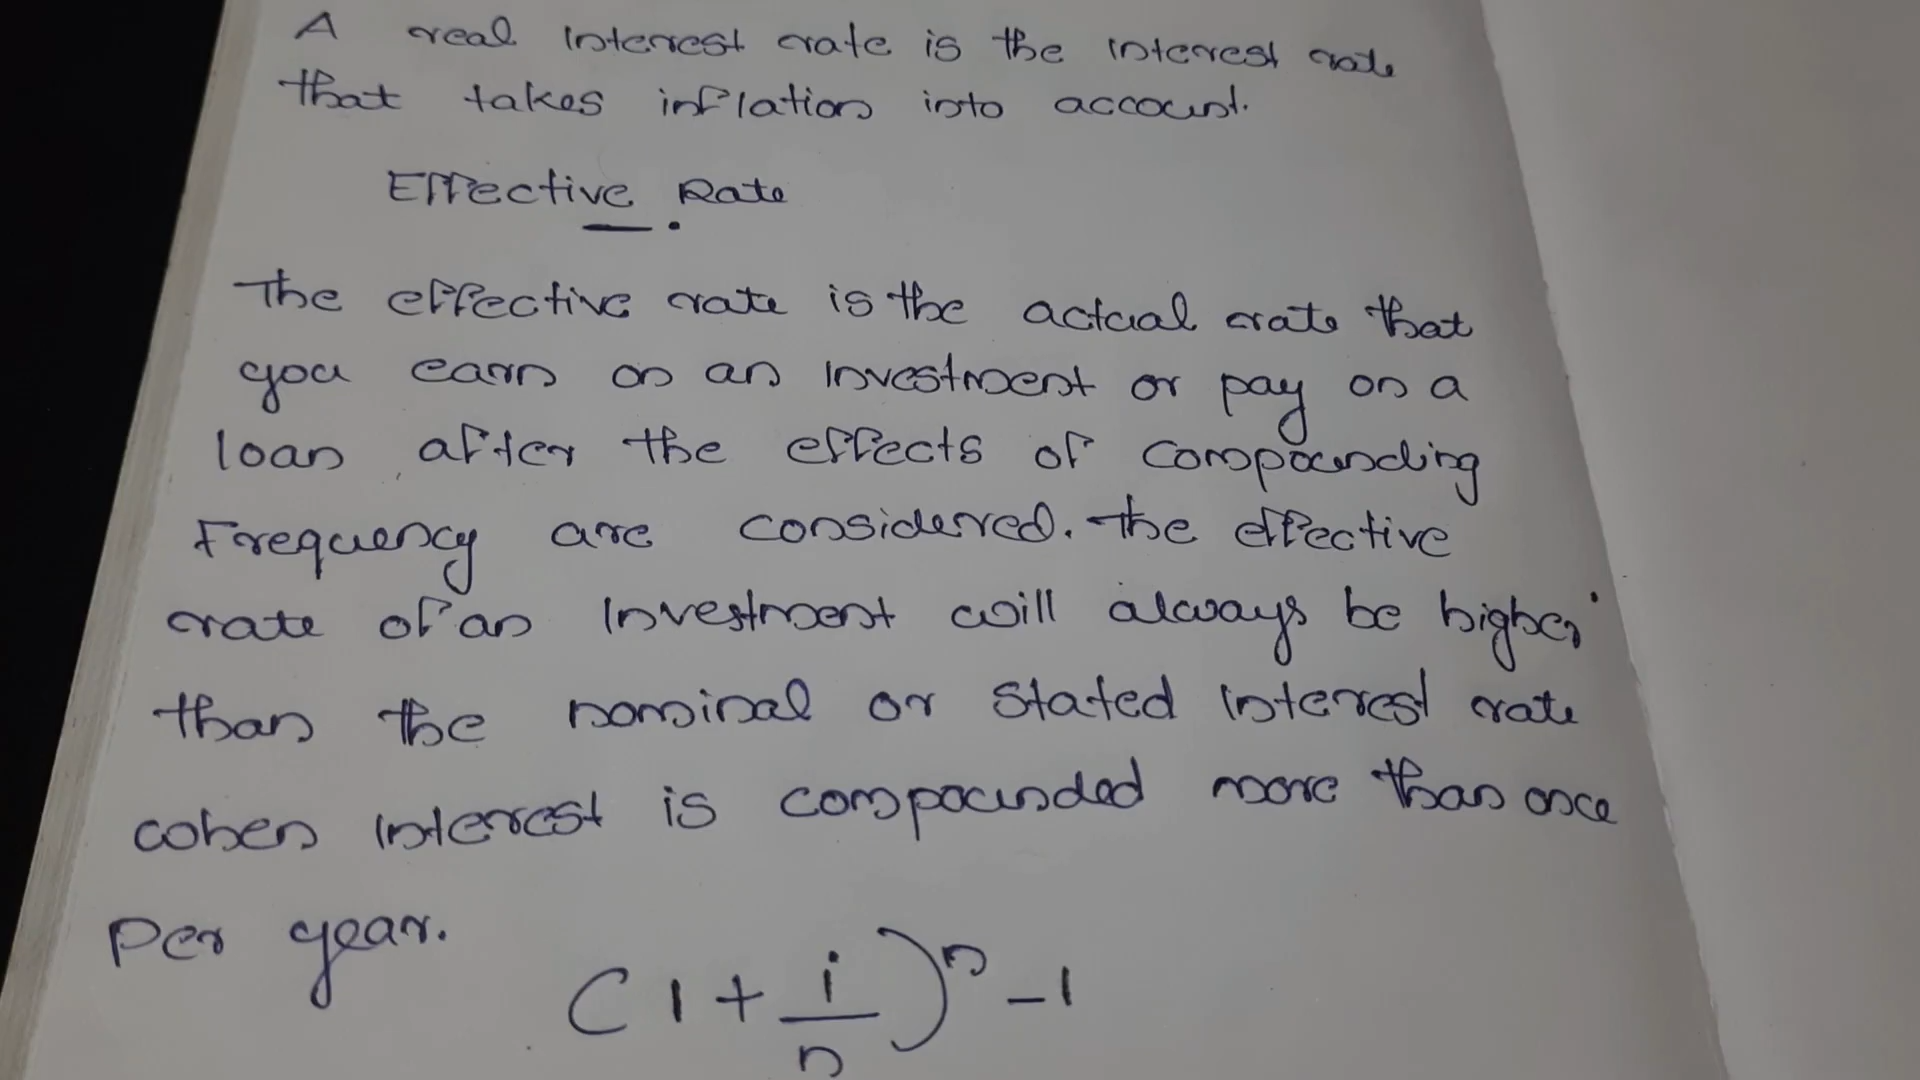 A real interest rate is the interest rate
that takes inflation into account.
Effective Rate
The effective rate is the actual rate that
you earn on an investment or pay on a
loan after the effects of compounding
Frequency are considered. The effective
rate of an investment will always be higher
than the nominal or stated interest rate
when interest is compounded more than once
Per year.
(1 + i/n)^n - 1